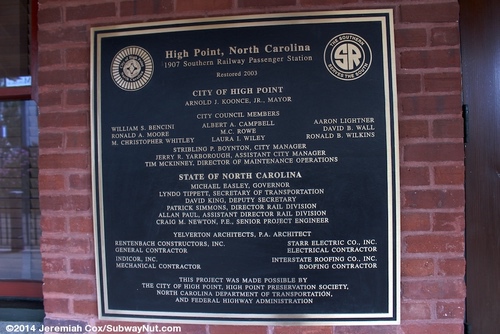 High Point, North Carolina
1907 Southern Railway Passenger Station
Restored 2003
THE SOUTHERN
SR
SERVES THE SOUTH
CITY OF HIGH POINT
ARNOLD J. KOONCE, JR., MAYOR
CITY COUNCIL MEMBERS
WILLIAM S. BENCINI
RONALD A. MOORE
M. CHRISTOPHER WHITLEY
ALBERT A. CAMPBELL
M.C. ROWE
LAURA I. WILEY
AARON LIGHTNER
DAVID B. WALL
RONALD B. WILKINS
STRIBLING P. BOYNTON, CITY MANAGER
JERRY R. YARBOROUGH, ASSISTANT CITY MANAGER
TIM MCKINNEY, DIRECTOR OF MAINTENANCE OPERATIONS
STATE OF NORTH CAROLINA
MICHAEL EASLEY, GOVERNOR
LYNDO TIPPETT, SECRETARY OF TRANSPORTATION
DAVID KING, DEPUTY SECRETARY
PATRICK SIMMONS, DIRECTOR RAIL DIVISION
ALLAN PAUL, ASSISTANT DIRECTOR RAIL DIVISION
CRAIG M. NEWTON, P.E., SENIOR PROJECT ENGINEER
YELVERTON ARCHITECTS, P.A. ARCHITECT
RENTENBACH CONSTRUCTORS, INC.
GENERAL CONTRACTOR
STARR ELECTRIC CO., INC.
ELECTRICAL CONTRACTOR
INDICOR, INC.
MECHANICAL CONTRACTOR
INTERSTATE ROOFING CO., INC.
ROOFING CONTRACTOR
THIS PROJECT WAS MADE POSSIBLE BY
THE CITY OF HIGH POINT, HIGH POINT PRESERVATION SOCIETY,
NORTH CAROLINA DEPARTMENT OF TRANSPORTATION,
AND FEDERAL HIGHWAY ADMINISTRATION
©2014 Jeremiah Cox/SubwayNut.com